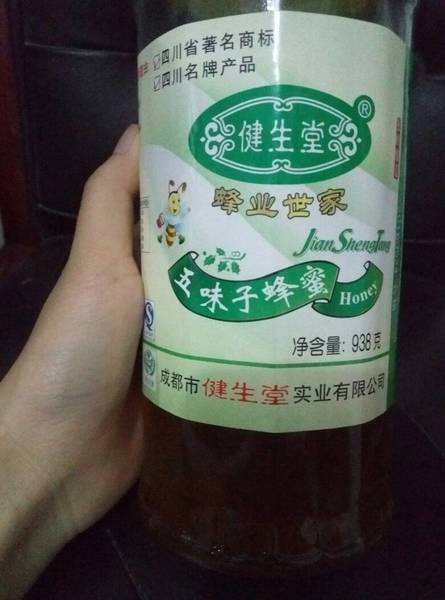 四川省著名商标
四川名牌产品
健生堂®
蜂业世家
JianShengTang
五味子蜂蜜 Honey
净含量: 938克
成都市健生堂实业有限公司